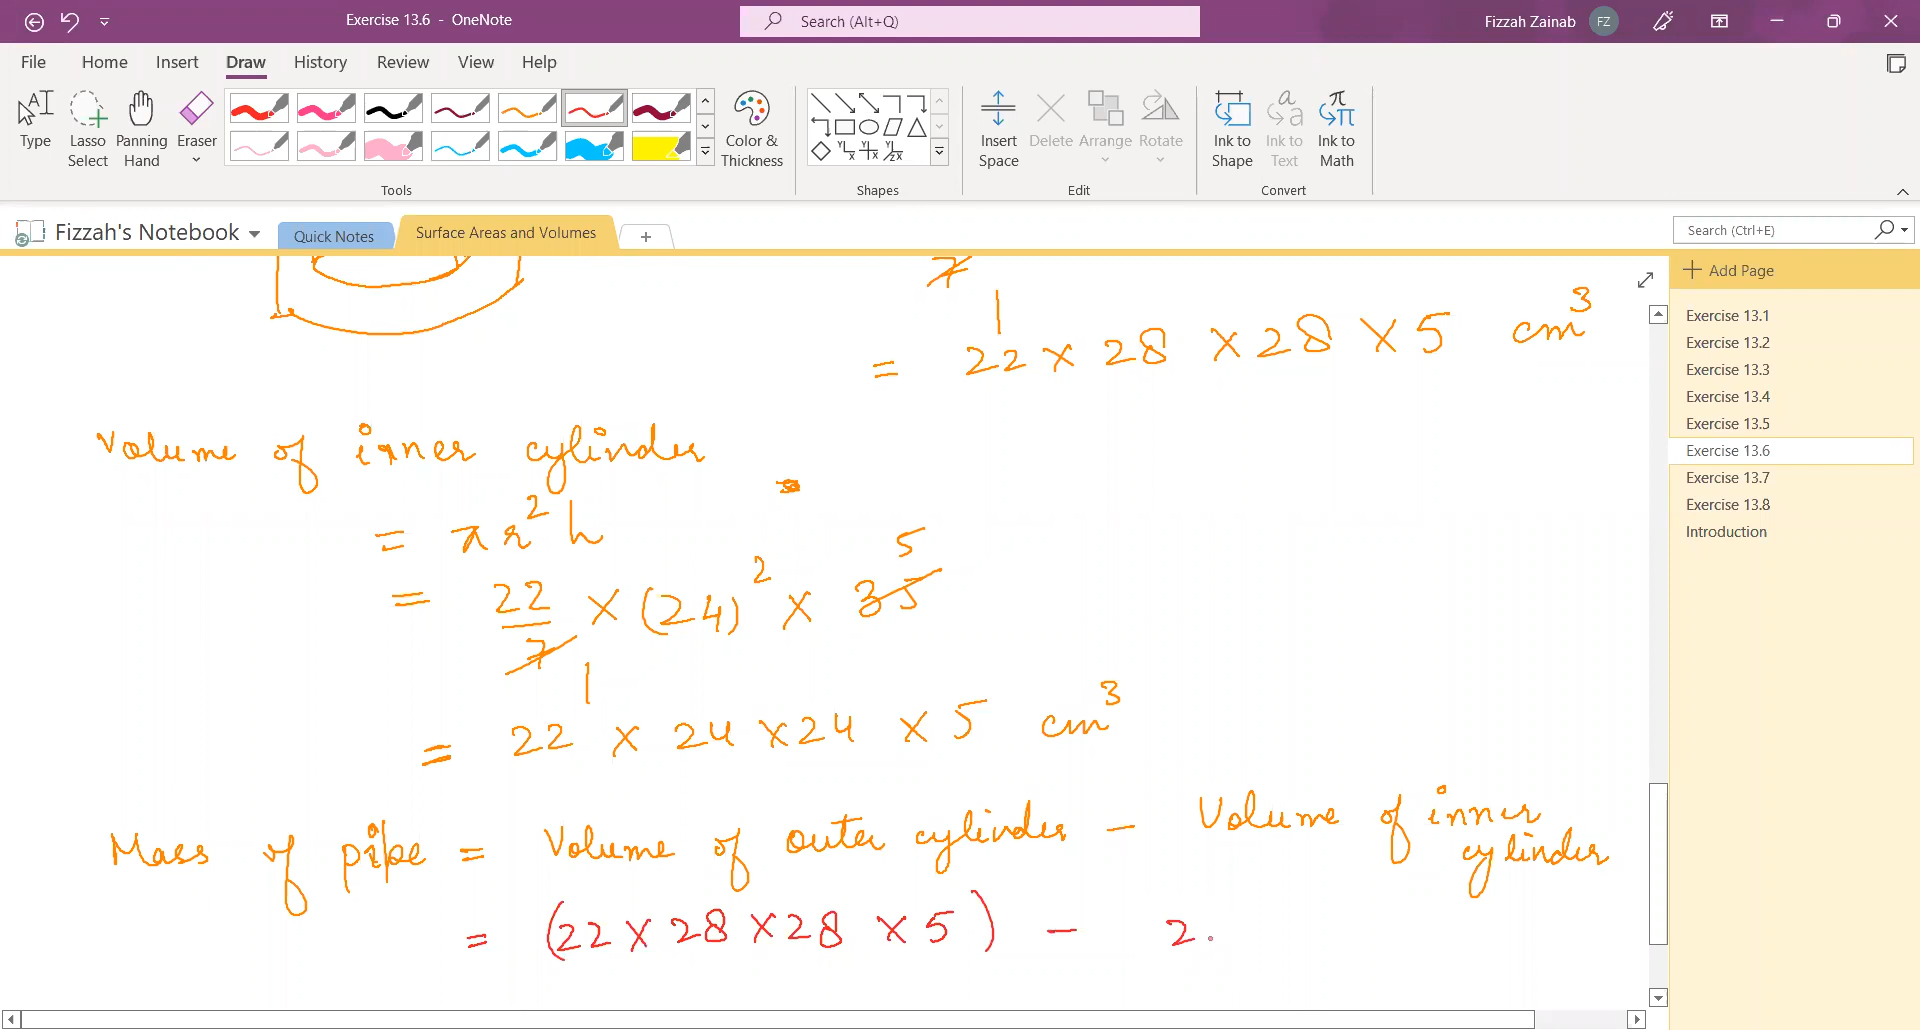 Exercise 13.6 - OneNote
Search (Alt+Q)
Fizzah Zainab FZ
File Home Insert Draw History Review View Help
Type
Lasso Select
Panning Hand
Eraser
Color & Thickness
Insert Space
Delete
Arrange
Rotate
Ink to Shape
Ink to Text
Ink to Math
Tools
Shapes
Edit
Convert
Fizzah's Notebook
Quick Notes
Surface Areas and Volumes
+
Search (Ctrl+E)
Add Page
Exercise 13.1
Exercise 13.2
Exercise 13.3
Exercise 13.4
Exercise 13.5
Exercise 13.6
Exercise 13.7
Exercise 13.8
Introduction
7
1
= 22 × 28 × 28 × 5 cm³
Volume of inner cylinder
= πr²h
= 22/7 × (24)² × 35
5
1
= 22 × 24 × 24 × 5 cm³
Mass of pipe = Volume of outer cylinder - Volume of inner cylinder
= (22 × 28 × 28 × 5) - 2